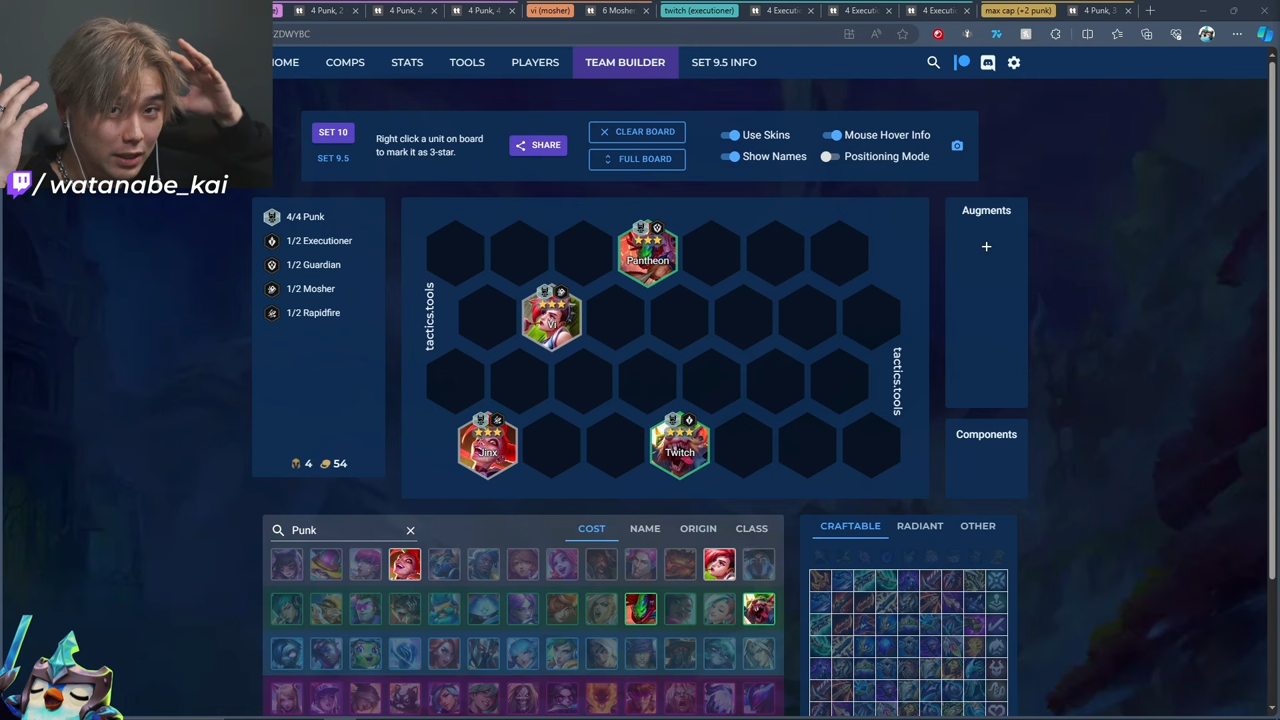 4 Punk, 2
4 Punk, 4
4 Punk, 4
vi (mosher)
6 Mosher
twitch (executioner)
4 Executi
4 Executi
4 Executi
max cap (+2 punk)
4 Punk, 3
ZDWYBC
OME
COMPS
STATS
TOOLS
PLAYERS
TEAM BUILDER
SET 9.5 INFO
SET 10
SET 9.5
Right click a unit on board
to mark it as 3-star.
SHARE
CLEAR BOARD
FULL BOARD
Use Skins
Mouse Hover Info
Show Names
Positioning Mode
/watanabe_kai
4/4 Punk
1/2 Executioner
1/2 Guardian
1/2 Mosher
1/2 Rapidfire
4
54
tactics.tools
Pantheon
Vi
Jinx
Twitch
tactics.tools
Augments
Components
Punk
COST
NAME
ORIGIN
CLASS
CRAFTABLE
RADIANT
OTHER